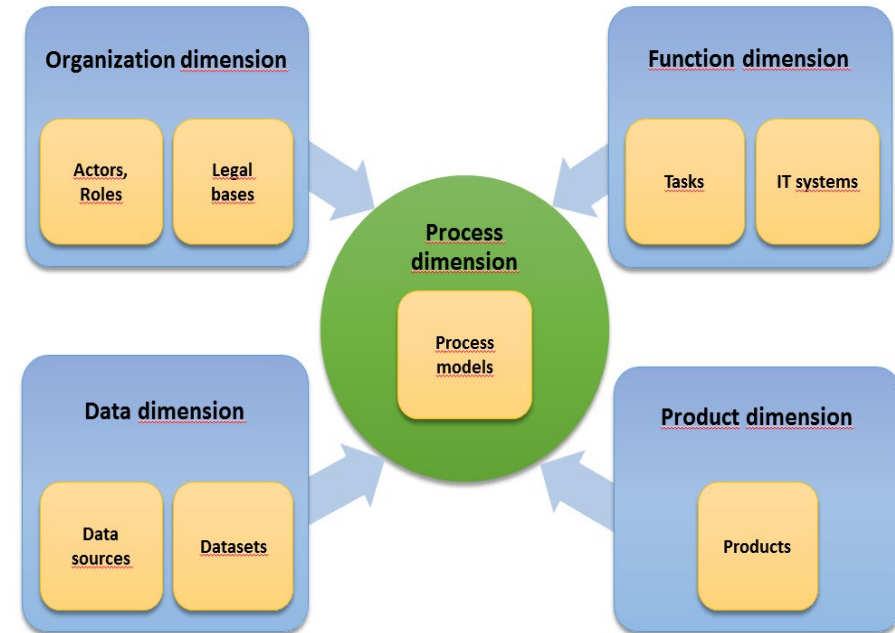 Organization dimension
Actors,
Roles
Legal
bases
Function dimension
Tasks
IT systems
Process
dimension
Process
models
Data dimension
Data
sources
Datasets
Product dimension
Products